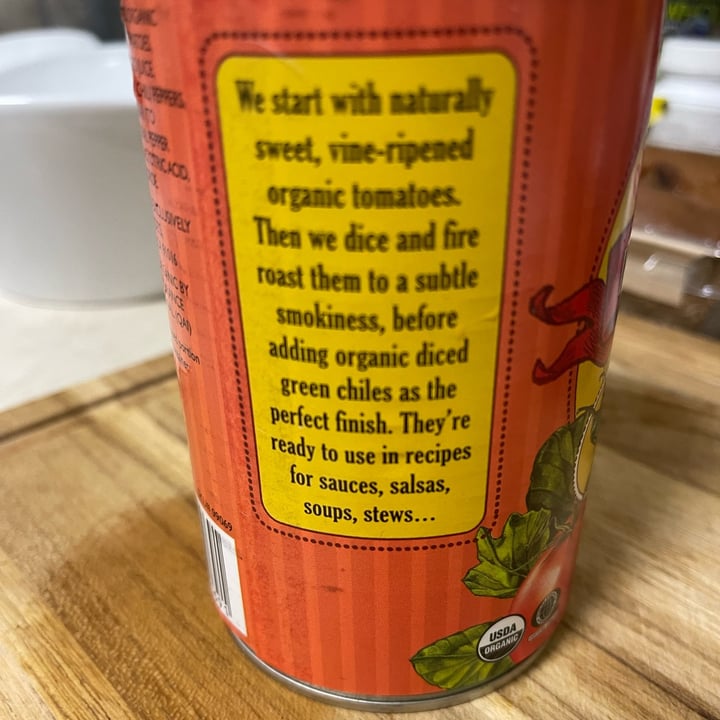 We start with naturally
sweet, vine-ripened
organic tomatoes.
Then we dice and fire
roast them to a subtle
smokiness, before
adding organic diced
green chiles as the
perfect finish. They're
ready to use in recipes
for sauces, salsas,
soups, stews...
USDA
ORGANIC